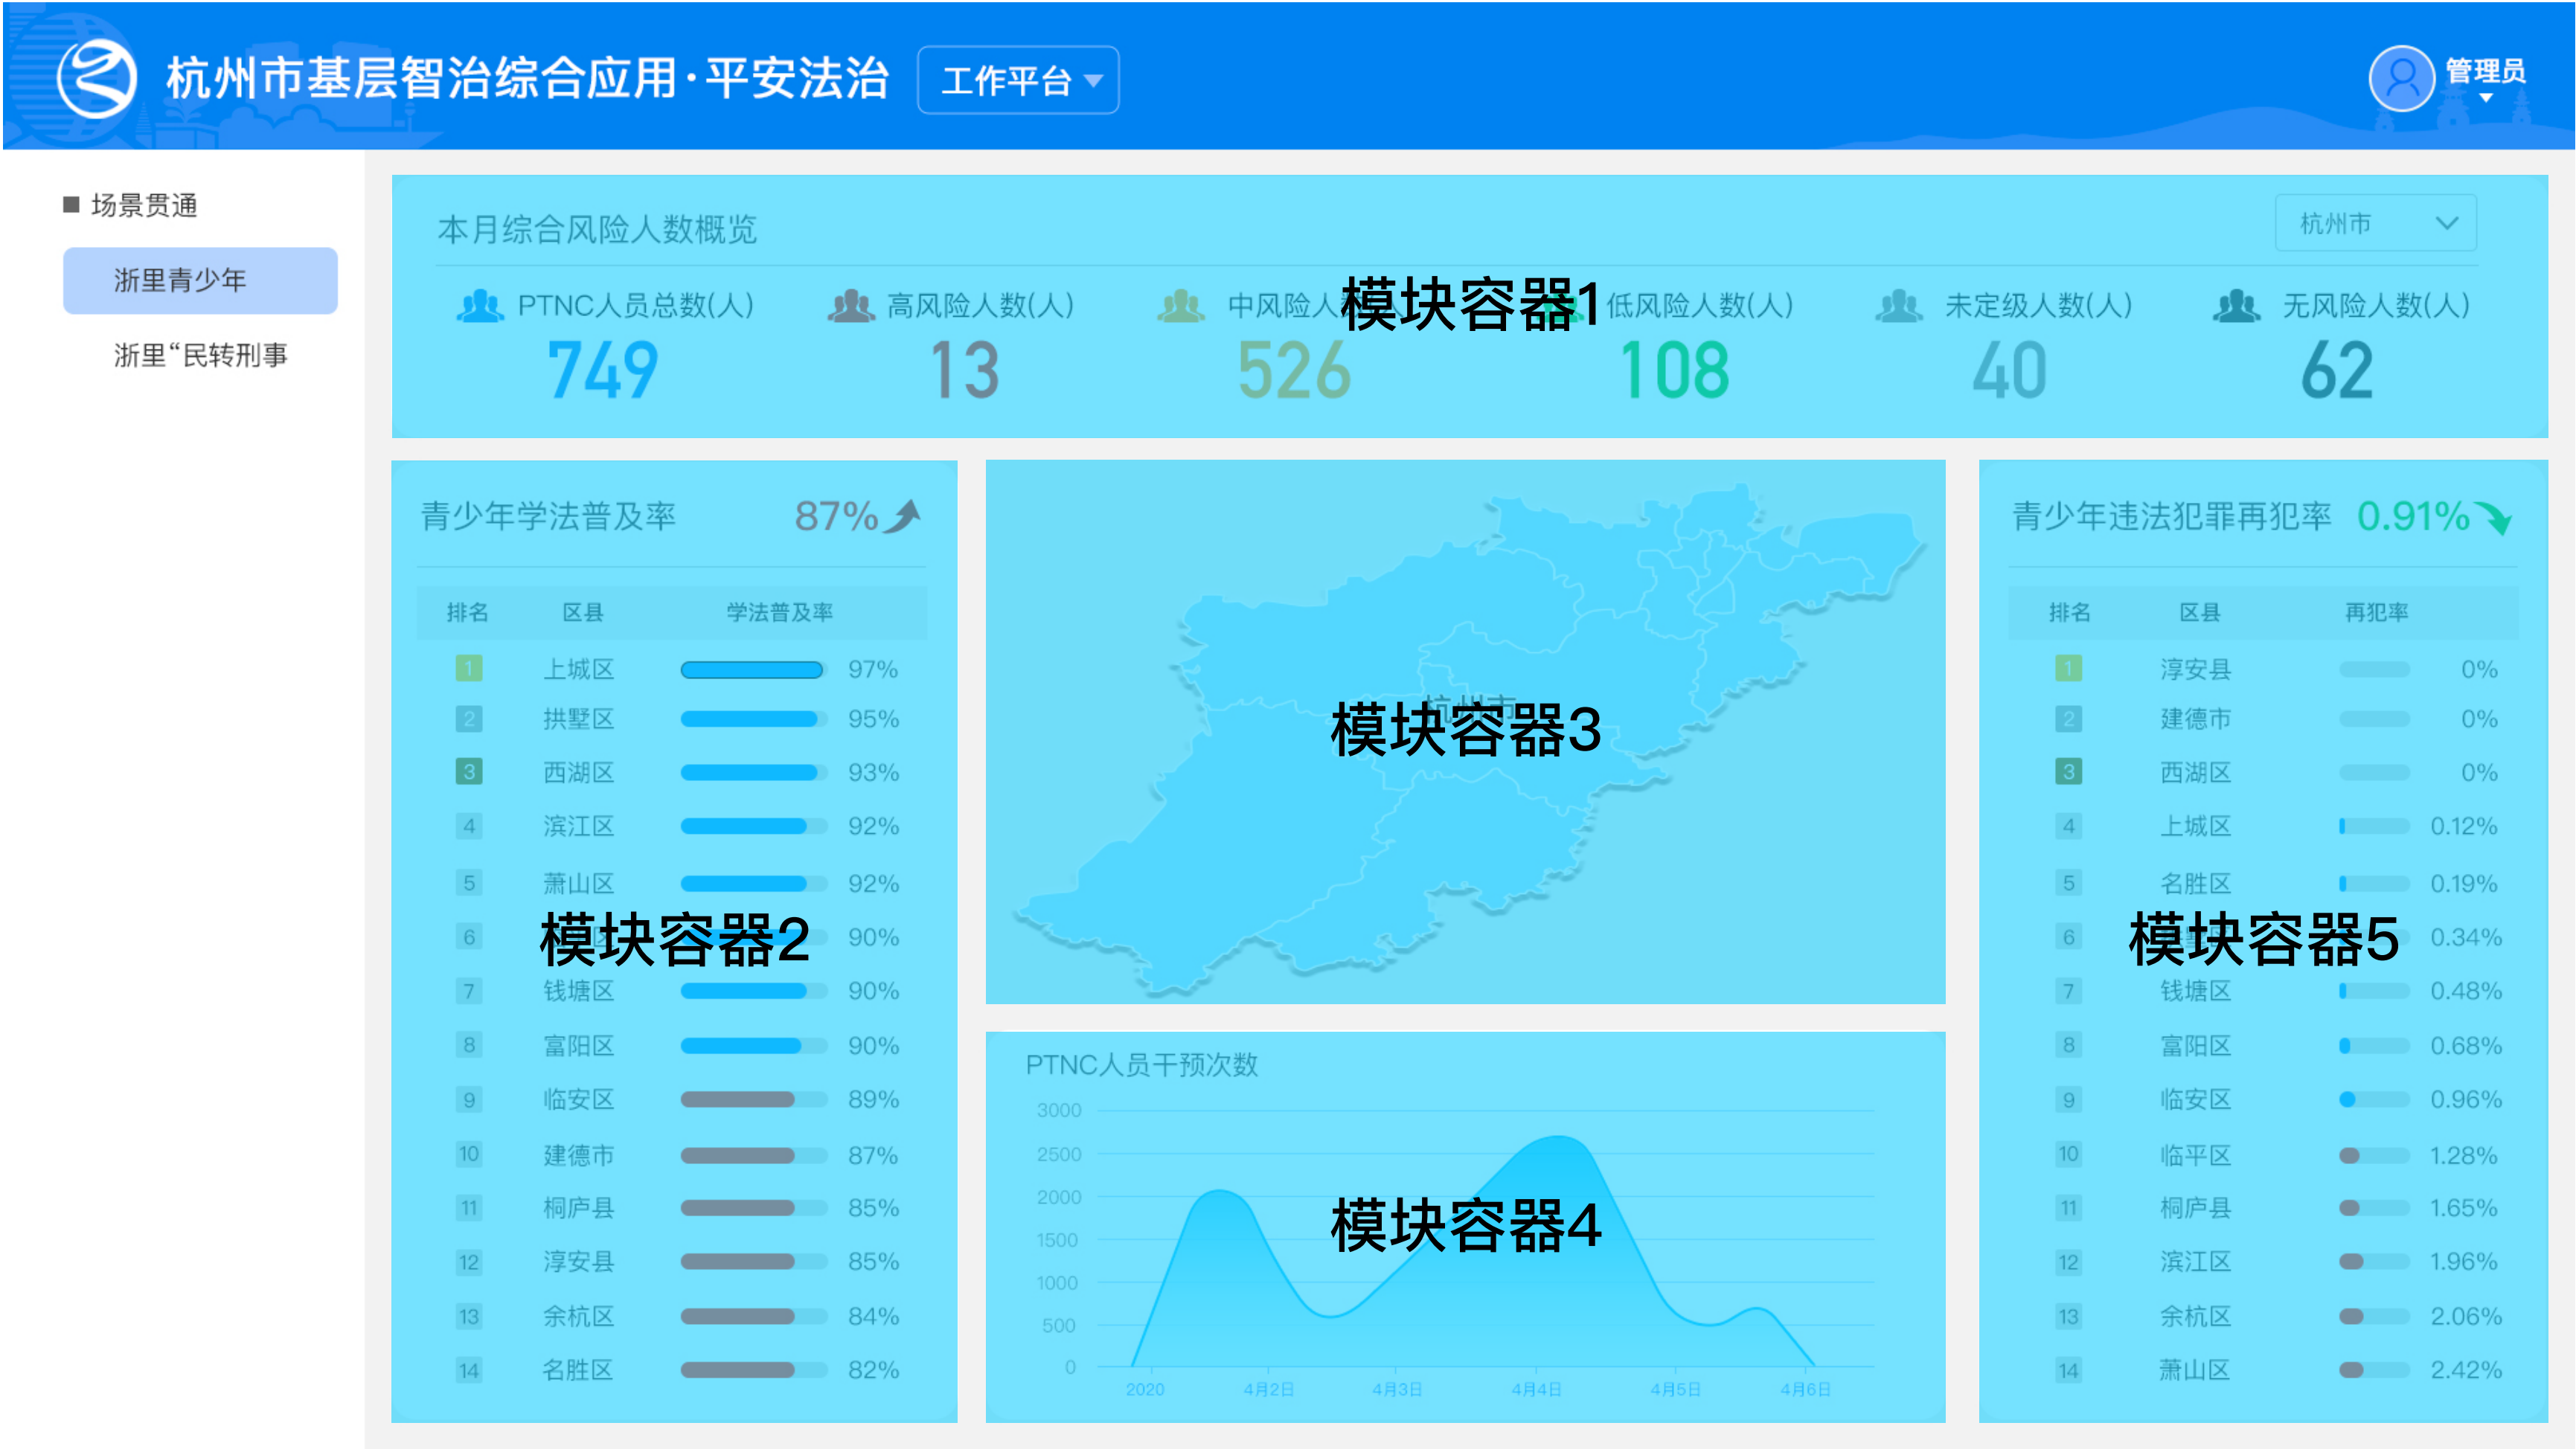 杭州市基层智治综合应用·平安法治
工作平台
管理员
场景贯通
浙里青少年
浙里“民转刑事
本月综合风险人数概览
杭州市
PTNC人员总数(人)
749
高风险人数(人)
13
中风险人
526
模块容器1
低风险人数(人)
108
未定级人数(人)
40
无风险人数(人)
62
青少年学法普及率 87%
排名 区县 学法普及率
1 上城区 97%
2 拱墅区 95%
3 西湖区 93%
4 滨江区 92%
5 萧山区 92%
6 90%
模块容器2
7 钱塘区 90%
8 富阳区 90%
9 临安区 89%
10 建德市 87%
11 桐庐县 85%
12 淳安县 85%
13 余杭区 84%
14 名胜区 82%
杭州市
模块容器3
PTNC人员干预次数
3000
2500
2000
1500
1000
500
0
模块容器4
2020 4月2日 4月3日 4月4日 4月5日 4月6日
青少年违法犯罪再犯率 0.91%
排名 区县 再犯率
1 淳安县 0%
2 建德市 0%
3 西湖区 0%
4 上城区 0.12%
5 名胜区 0.19%
6 0.34%
模块容器5
7 钱塘区 0.48%
8 富阳区 0.68%
9 临安区 0.96%
10 临平区 1.28%
11 桐庐县 1.65%
12 滨江区 1.96%
13 余杭区 2.06%
14 萧山区 2.42%